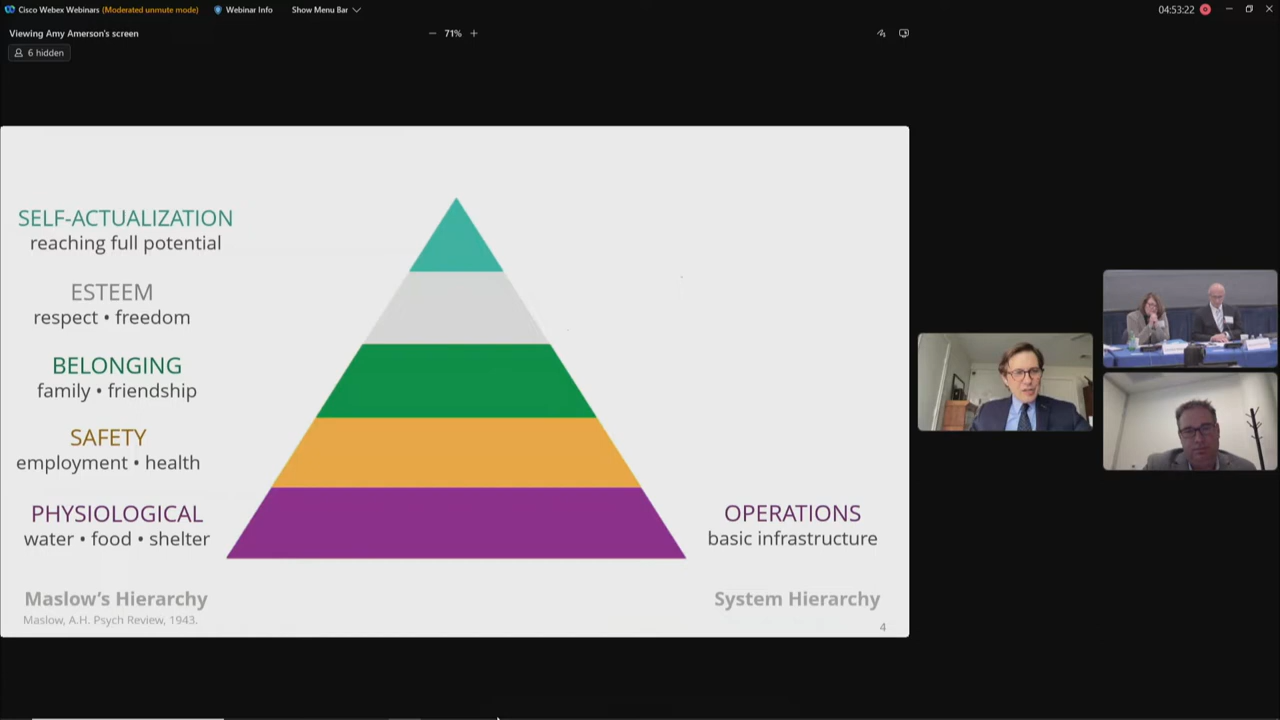 Cisco Webex Webinars (Moderated unmute mode) Webinar Info Show Menu Bar 04:53:22
Viewing Amy Amerson's screen 71%
6 hidden
SELF-ACTUALIZATION
reaching full potential
ESTEEM
respect • freedom
BELONGING
family • friendship
SAFETY
employment • health
PHYSIOLOGICAL
water • food • shelter
OPERATIONS
basic infrastructure
Maslow's Hierarchy
Maslow, A.H. Psych Review, 1943.
System Hierarchy
4